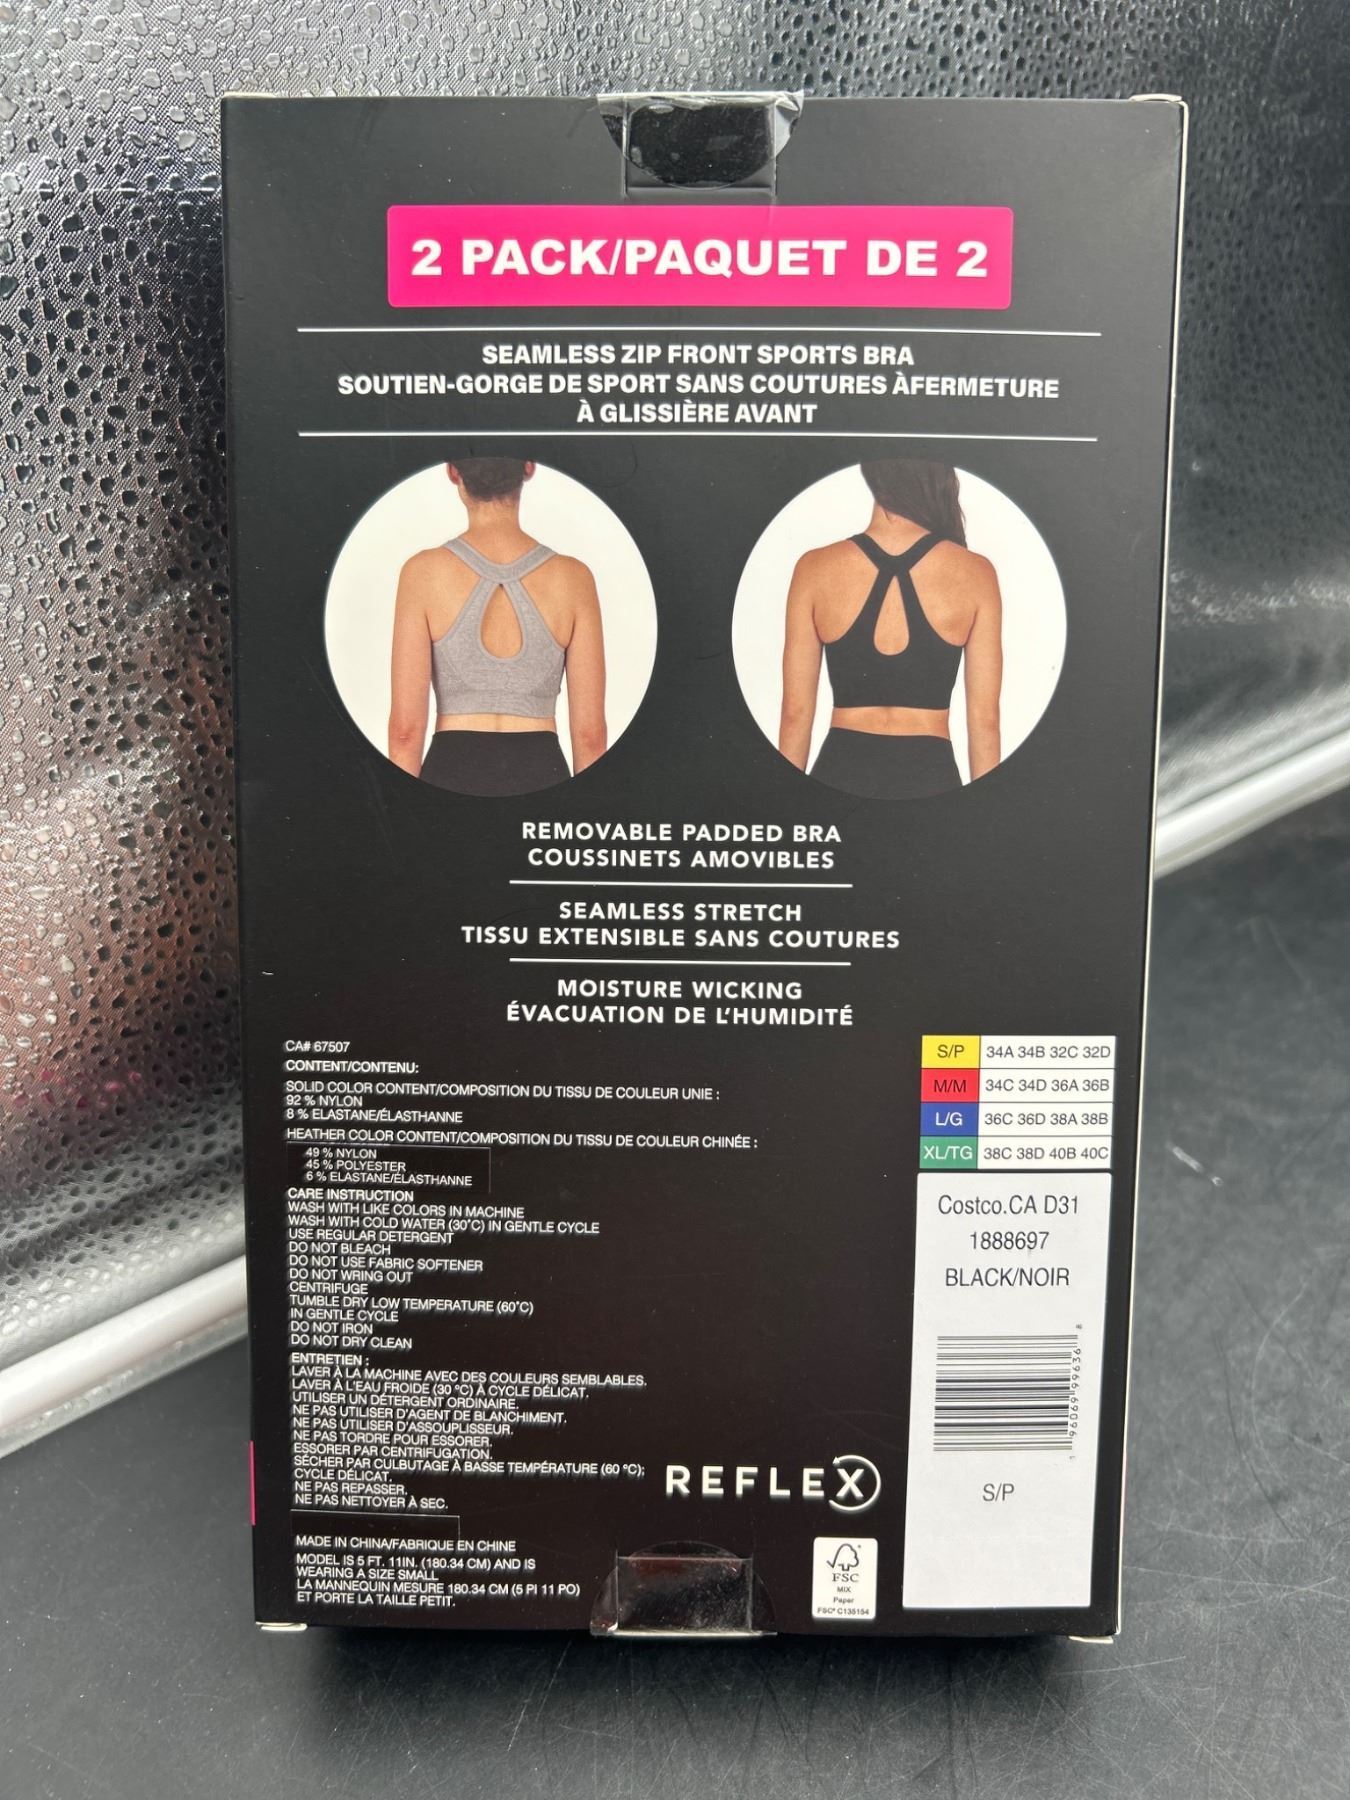 2 PACK/PAQUET DE 2
SEAMLESS ZIP FRONT SPORTS BRA
SOUTIEN-GORGE DE SPORT SANS COUTURES ÀFERMETURE
À GLISSIÈRE AVANT
REMOVABLE PADDED BRA
COUSSINETS AMOVIBLES
SEAMLESS STRETCH
TISSU EXTENSIBLE SANS COUTURES
MOISTURE WICKING
ÉVACUATION DE L'HUMIDITÉ
CA# 67507
CONTENT/CONTENU:
SOLID COLOR CONTENT/COMPOSITION DU TISSU DE COULEUR UNIE :
92 % NYLON
8 % ELASTANE/ÉLASTHANNE
HEATHER COLOR CONTENT/COMPOSITION DU TISSU DE COULEUR CHINÉE :
49 % NYLON
45 % POLYESTER
6 % ELASTANE/ÉLASTHANNE
CARE INSTRUCTION
WASH WITH LIKE COLORS IN MACHINE
WASH WITH COLD WATER (30°C) IN GENTLE CYCLE
USE REGULAR DETERGENT
DO NOT BLEACH
DO NOT USE FABRIC SOFTENER
DO NOT WRING OUT
CENTRIFUGE
TUMBLE DRY LOW TEMPERATURE (60°C)
IN GENTLE CYCLE
DO NOT IRON
DO NOT DRY CLEAN
ENTRETIEN :
LAVER À LA MACHINE AVEC DES COULEURS SEMBLABLES.
LAVER À L'EAU FROIDE (30 °C) À CYCLE DÉLICAT.
UTILISER UN DÉTERGENT ORDINAIRE.
NE PAS UTILISER D'AGENT DE BLANCHIMENT.
NE PAS UTILISER D'ASSOUPLISSEUR.
NE PAS TORDRE POUR ESSORER.
ESSORER PAR CENTRIFUGATION.
SÉCHER PAR CULBUTAGE À BASSE TEMPÉRATURE (60 °C);
CYCLE DÉLICAT.
NE PAS REPASSER.
NE PAS NETTOYER À SEC.
MADE IN CHINA/FABRIQUE EN CHINE
MODEL IS 5 FT. 11IN. (180.34 CM) AND IS
WEARING A SIZE SMALL
LA MANNEQUIN MESURE 180.34 CM (5 PI 11 PO)
ET PORTE LA TAILLE PETIT.
S/P 34A 34B 32C 32D
M/M 34C 34D 36A 36B
L/G 36C 36D 38A 38B
XL/TG 38C 38D 40B 40C
Costco.CA D31
1888697
BLACK/NOIR
1 96069 99636 8
S/P
REFLEX
FSC
MIX
Paper
FSC® C135154